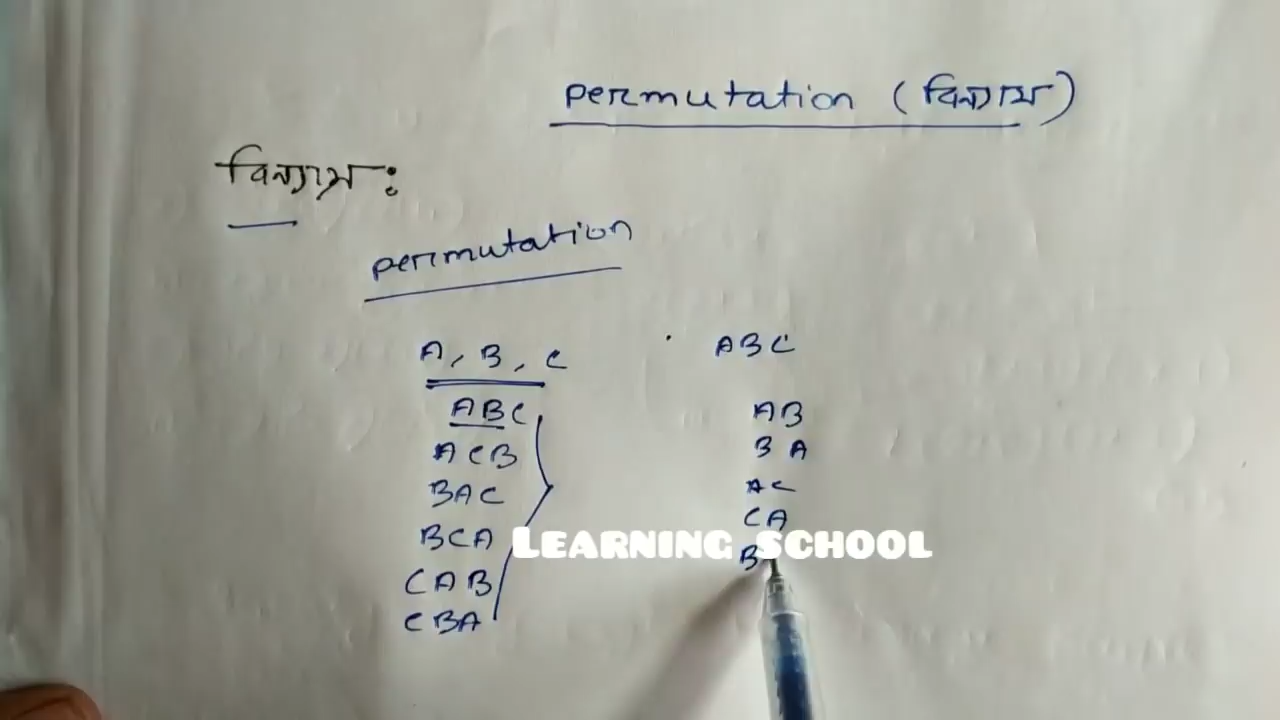 permutation (বিন্যাস)
বিন্যাস:
permutation
A, B, C
ABC
ACB
BAC
BCA
CAB
CBA
ABC
AB
BA
AC
CA
B
LEARNING SCHOOL